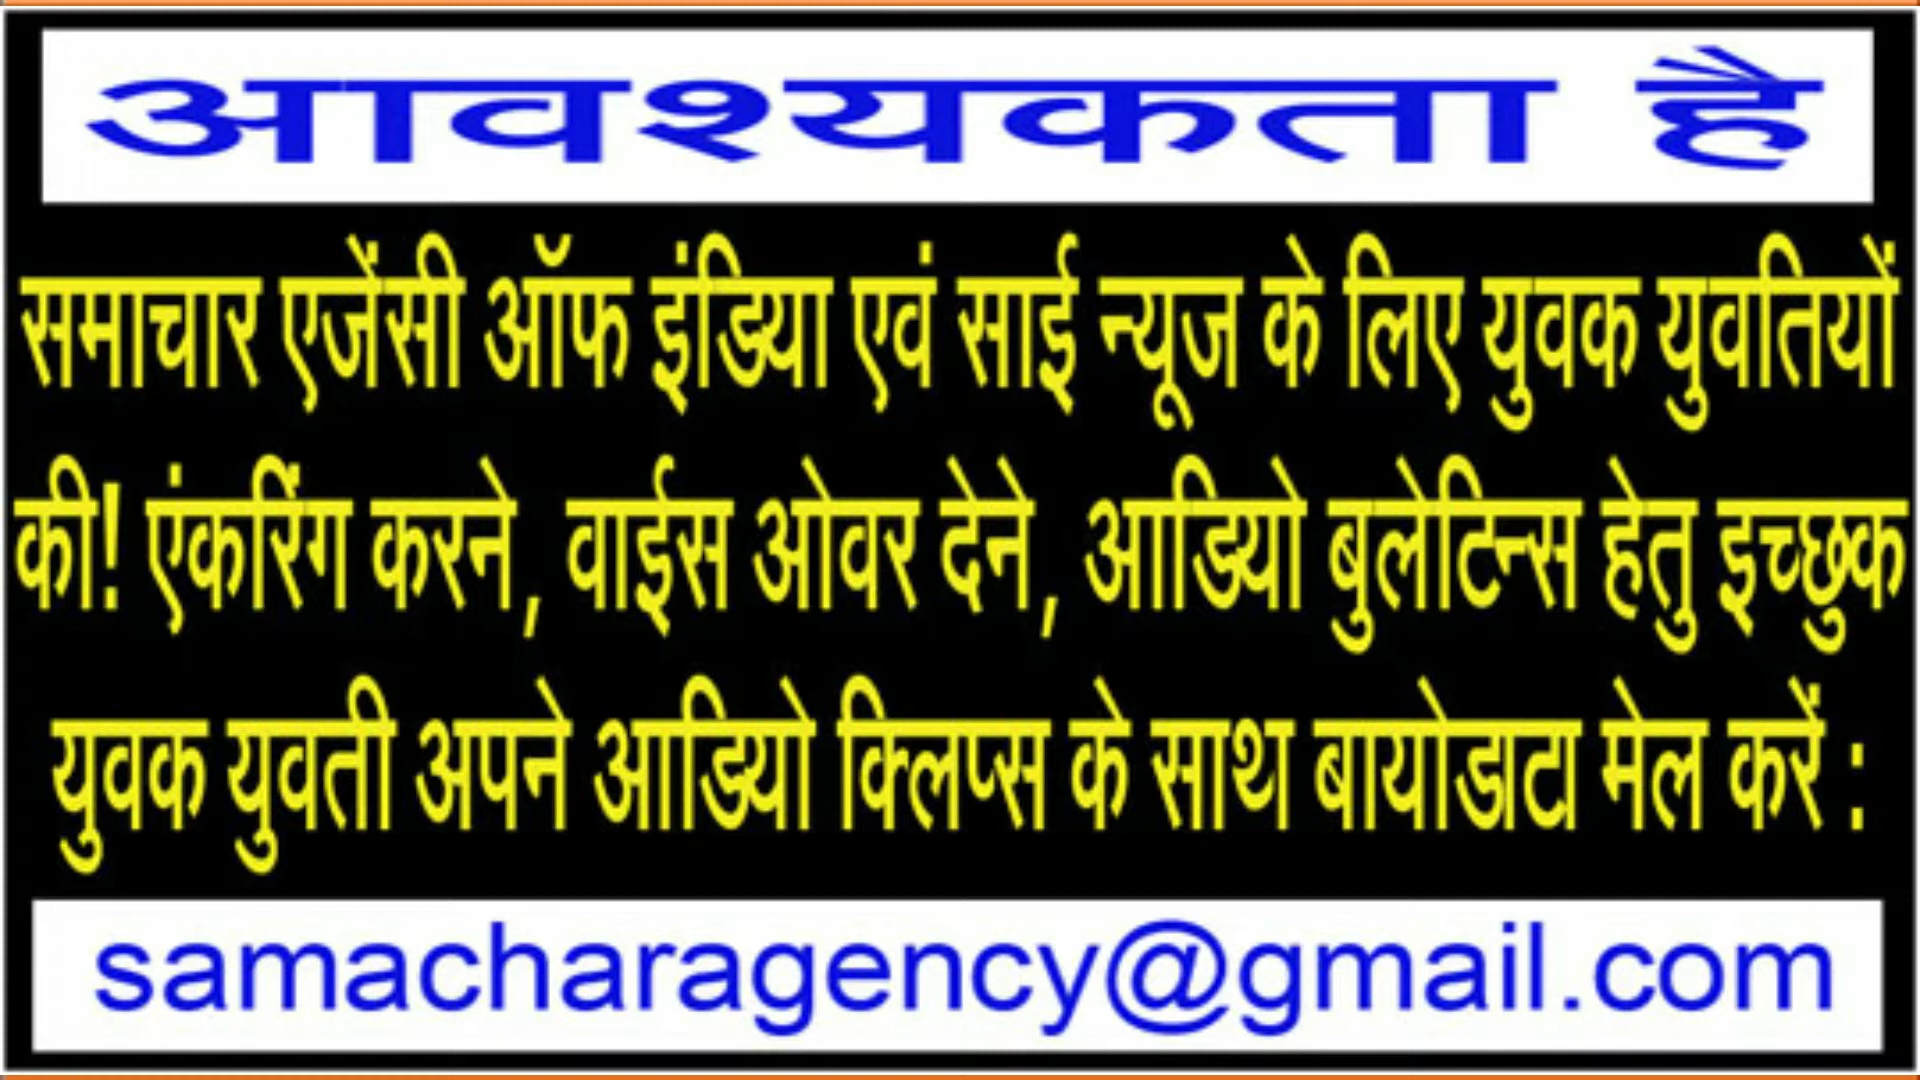 आवश्यकता है
समाचार एजेंसी ऑफ इंडिया एवं साई न्यूज के लिए युवक युवतियों
की! एंकरिंग करने, वाईस ओवर देने, आडियो बुलेटिन्स हेतु इच्छुक
युवक युवती अपने आडियो क्लिप्स के साथ बायोडाटा मेल करें :
samacharagency@gmail.com